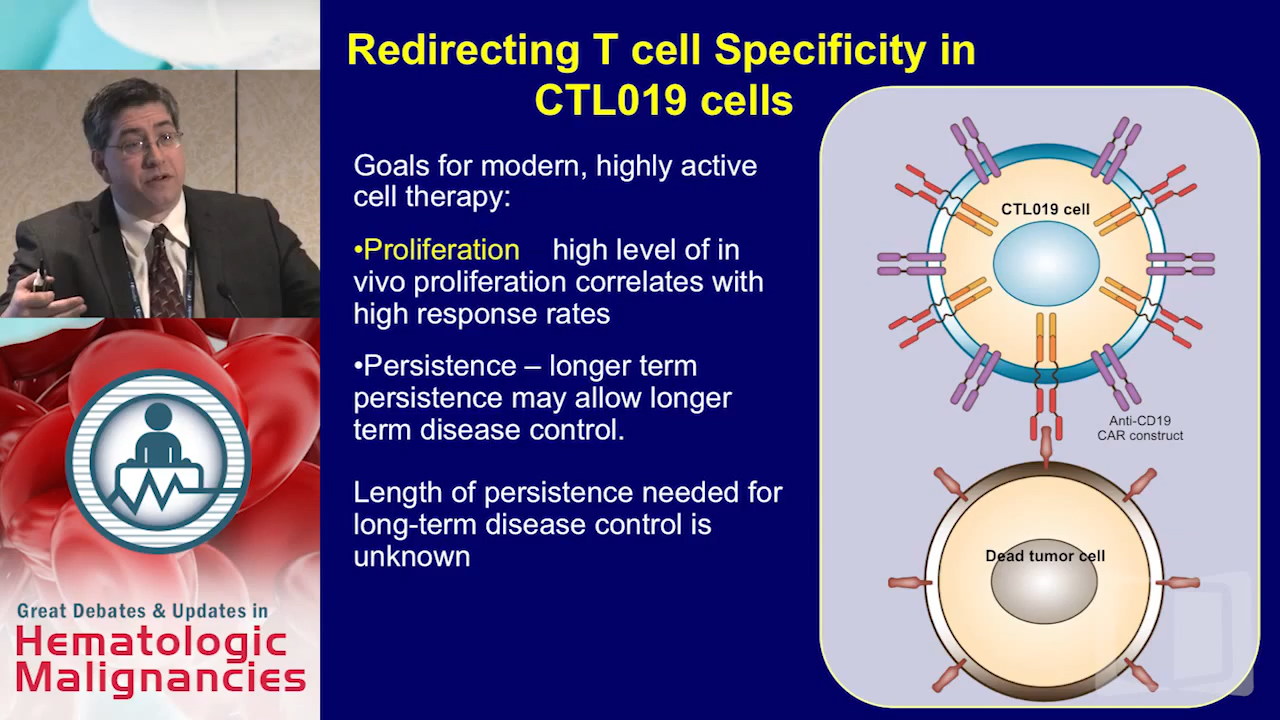 Redirecting T cell Specificity in
CTL019 cells
Goals for modern, highly active
cell therapy:
•Proliferation high level of in
vivo proliferation correlates with
high response rates
•Persistence – longer term
persistence may allow longer
term disease control.
Length of persistence needed for
long-term disease control is
unknown
CTL019 cell
Anti-CD19
CAR construct
Dead tumor cell
Great Debates & Updates in
Hematologic
Malignancies